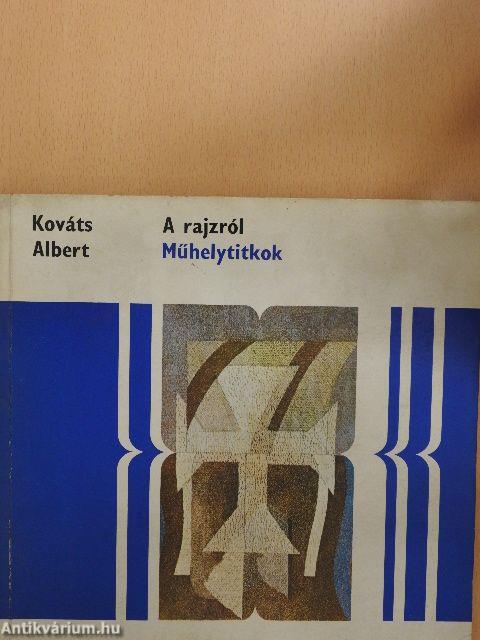 Kováts
Albert
A rajzról
Műhelytitkok
Antikvárium.hu